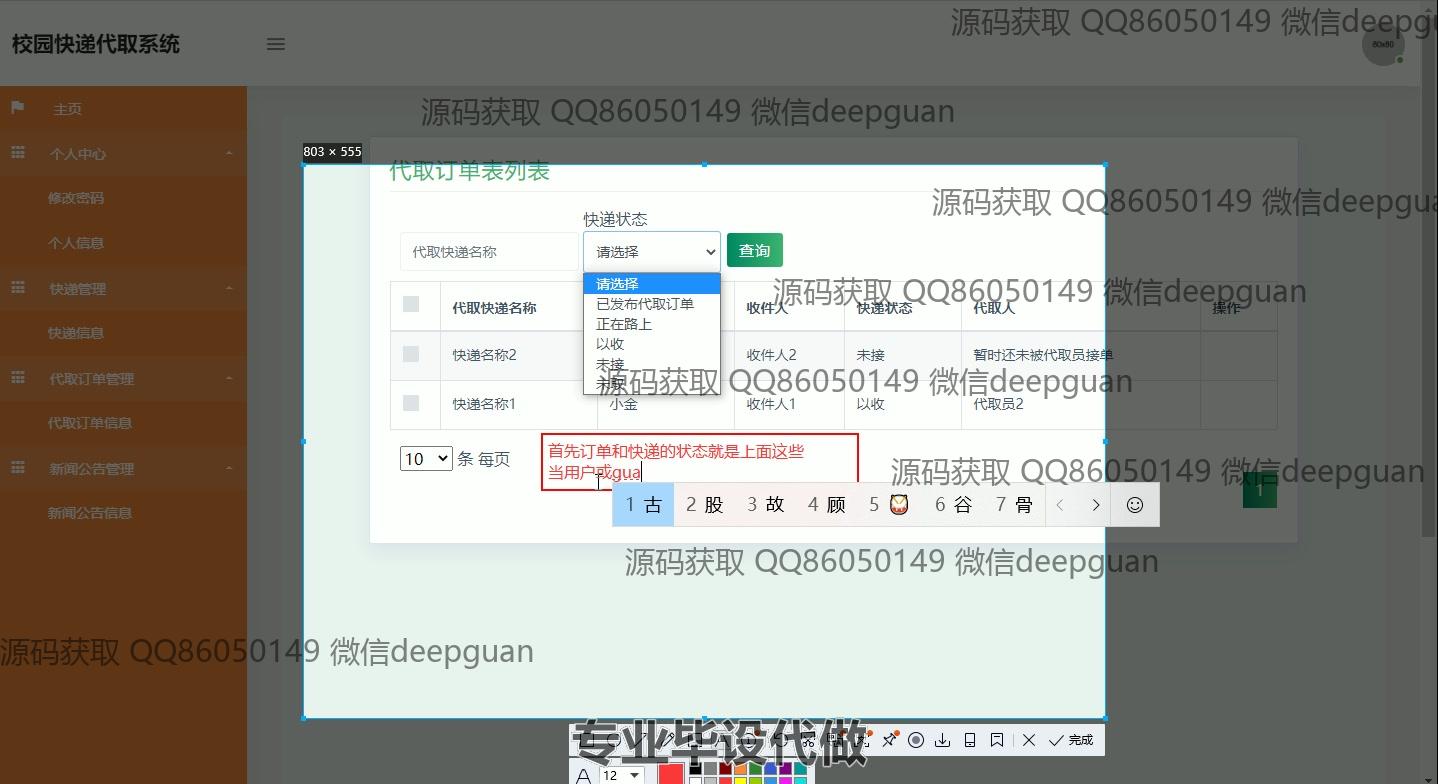 校园快递代取系统
源码获取 QQ86050149 微信deepgu
60x60
主页
源码获取 QQ86050149 微信deepguan
个人中心
803 × 555
代取订单表列表
修改密码
源码获取 QQ86050149 微信deepgua
快递状态
个人信息
代取快递名称
请选择
查询
快递管理
请选择
源码获取 QQ86050149 微信deepguan
已发布代取订单
代取快递名称
收件人
快递状态
代取人
操作
正在路上
快递信息
以收
快递名称2
收件人2
未接
暂时还未被代取员接单
未接
代取订单管理
源码获取 QQ86050149 微信deepguan
快递名称1
小金
收件人1
以收
代取员2
代取订单信息
首先订单和快递的状态就是上面这些
10
条 每页
当用户或gua
新闻公告管理
源码获取 QQ86050149 微信deepguan
1 古 2 股 3 故 4 顾 5 6 谷 7 骨
新闻公告信息
源码获取 QQ86050149 微信deepguan
源码获取 QQ86050149 微信deepguan
专业毕设代做
完成
A
12